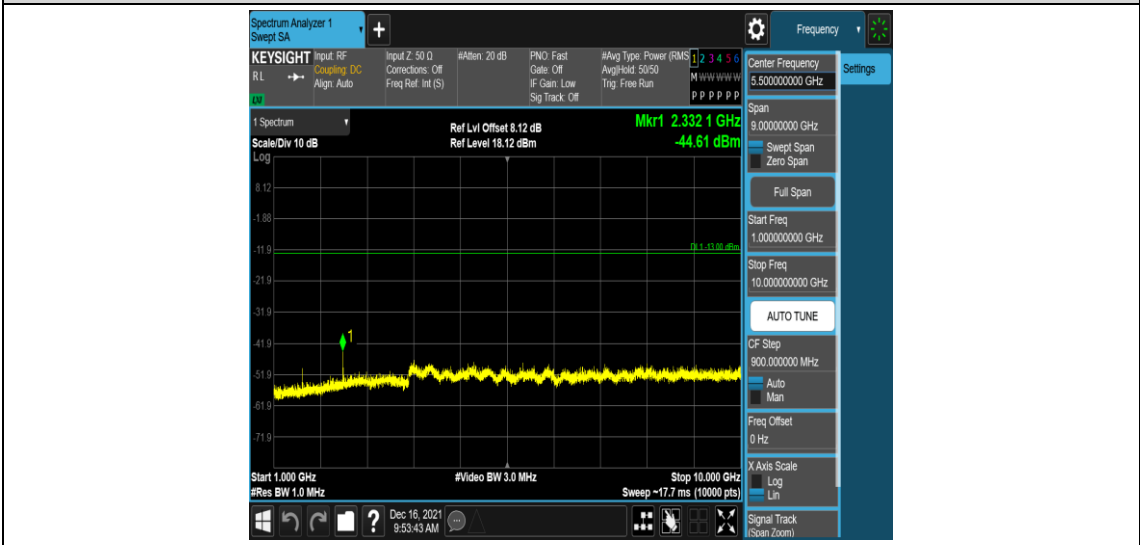 Spectrum Analyzer 1
Swept SA
+
Frequency
KEYSIGHT
RL
LXI
Input: RF
Coupling: DC
Align: Auto
Input Z: 50 Ω
Corrections: Off
Freq Ref: Int (S)
#Atten: 20 dB
PNO: Fast
Gate: Off
IF Gain: Low
Sig Track: Off
#Avg Type: Power (RMS
Avg|Hold: 50/50
Trig: Free Run
1 2 3 4 5 6
M W W W W W
P P P P P P
1 Spectrum
Scale/Div 10 dB
Log
Ref Lvl Offset 8.12 dB
Ref Level 18.12 dBm
Mkr1 2.332 1 GHz
-44.61 dBm
8.12
-1.88
-11.9
DL1 -13.00 dBm
-21.9
-31.9
-41.9
1
-51.9
-61.9
-71.9
Start 1.000 GHz
#Video BW 3.0 MHz
Stop 10.000 GHz
#Res BW 1.0 MHz
Sweep ~17.7 ms (10000 pts)
?
Dec 16, 2021
9:53:43 AM
Center Frequency
5.500000000 GHz
Settings
Span
9.00000000 GHz
Swept Span
Zero Span
Full Span
Start Freq
1.000000000 GHz
Stop Freq
10.000000000 GHz
AUTO TUNE
CF Step
900.000000 MHz
Auto
Man
Freq Offset
0 Hz
X Axis Scale
Log
Lin
Signal Track
(Span Zoom)